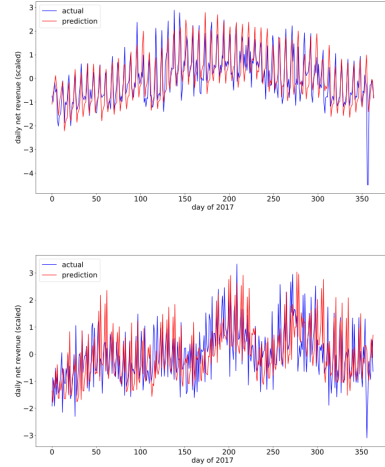 actual
prediction
3
2
1
0
−1
−2
−3
−4
daily net revenue (scaled)
0 50 100 150 200 250 300 350
day of 2017
actual
prediction
3
2
1
0
−1
−2
−3
daily net revenue (scaled)
0 50 100 150 200 250 300 350
day of 2017